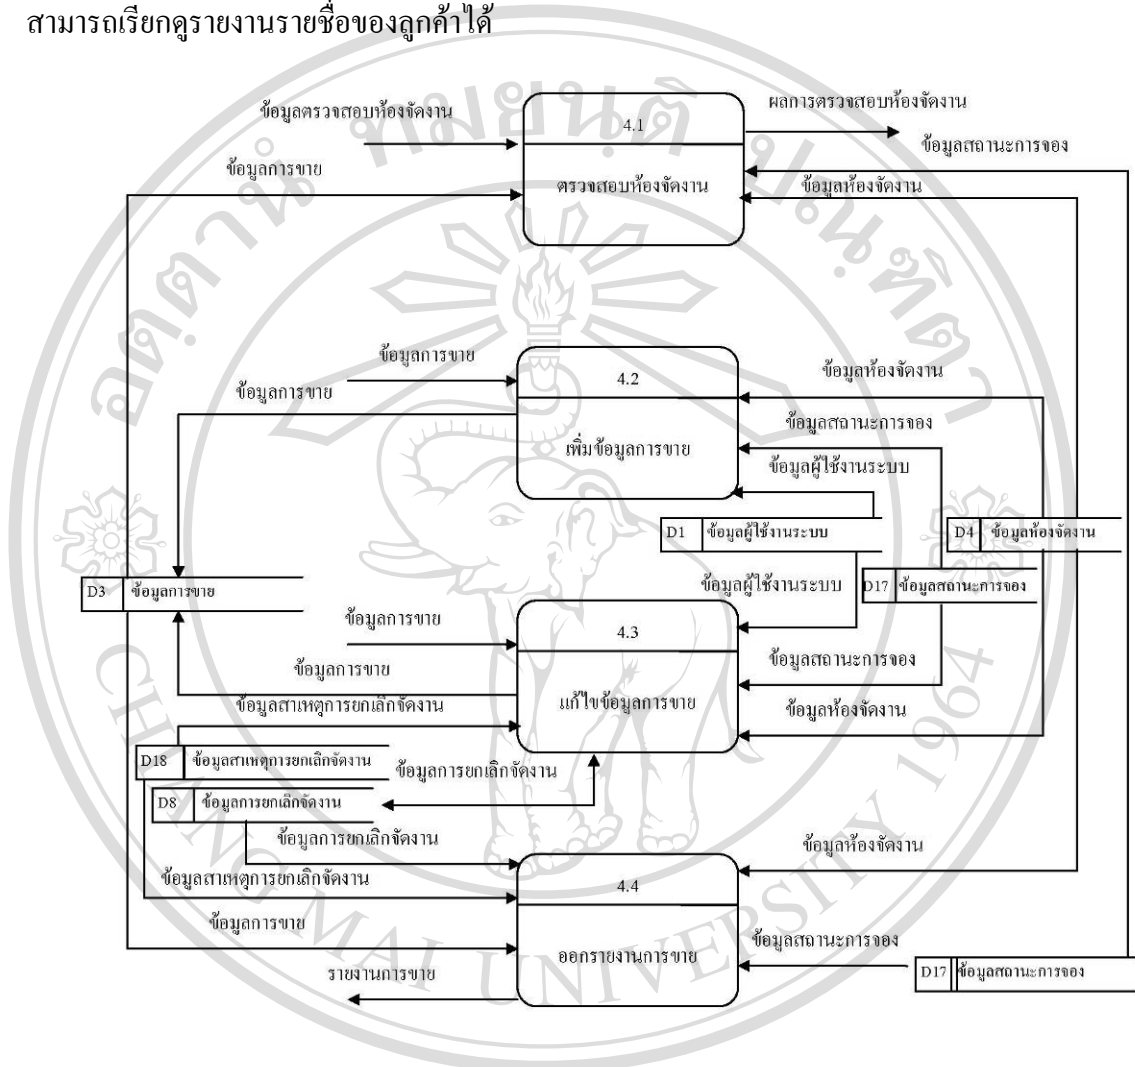 สามารถเรียกดูรายงานรายชื่อของลูกค้าได้
ข้อมูลตรวจสอบห้องจัดงาน
4.1
ผลการตรวจสอบห้องจัดงาน
ข้อมูลสถานะการจอง
ข้อมูลการขาย
ตรวจสอบห้องจัดงาน
ข้อมูลห้องจัดงาน
ข้อมูลการขาย
4.2
ข้อมูลห้องจัดงาน
ข้อมูลการขาย
ข้อมูลสถานะการจอง
เพิ่มข้อมูลการขาย
ข้อมูลผู้ใช้งานระบบ
D1 ข้อมูลผู้ใช้งานระบบ
D4 ข้อมูลห้องจัดงาน
D3 ข้อมูลการขาย
ข้อมูลผู้ใช้งานระบบ
D17 ข้อมูลสถานะการจอง
ข้อมูลการขาย
4.3
ข้อมูลการขาย
ข้อมูลสถานะการจอง
ข้อมูลสาเหตุการยกเลิกจัดงาน
แก้ไขข้อมูลการขาย
ข้อมูลห้องจัดงาน
D18 ข้อมูลสาเหตุการยกเลิกจัดงาน
ข้อมูลการยกเลิกจัดงาน
D8 ข้อมูลการยกเลิกจัดงาน
ข้อมูลการยกเลิกจัดงาน
ข้อมูลห้องจัดงาน
ข้อมูลสาเหตุการยกเลิกจัดงาน
4.4
ข้อมูลการขาย
ออกรายงานการขาย
ข้อมูลสถานะการจอง
รายงานการขาย
D17 ข้อมูลสถานะการจอง
อตฺตานํ ทมยนฺติ ปณฺฑิตา
CHIANG MAI UNIVERSITY 1964